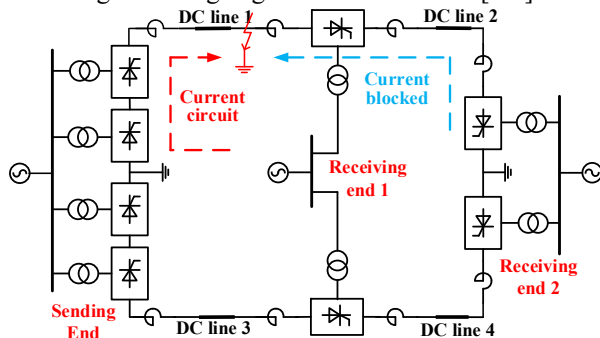 DC line 1
DC line 2
Current
circuit
Current
blocked
Receiving
end 1
Receiving
end 2
Sending
End
DC line 3
DC line 4